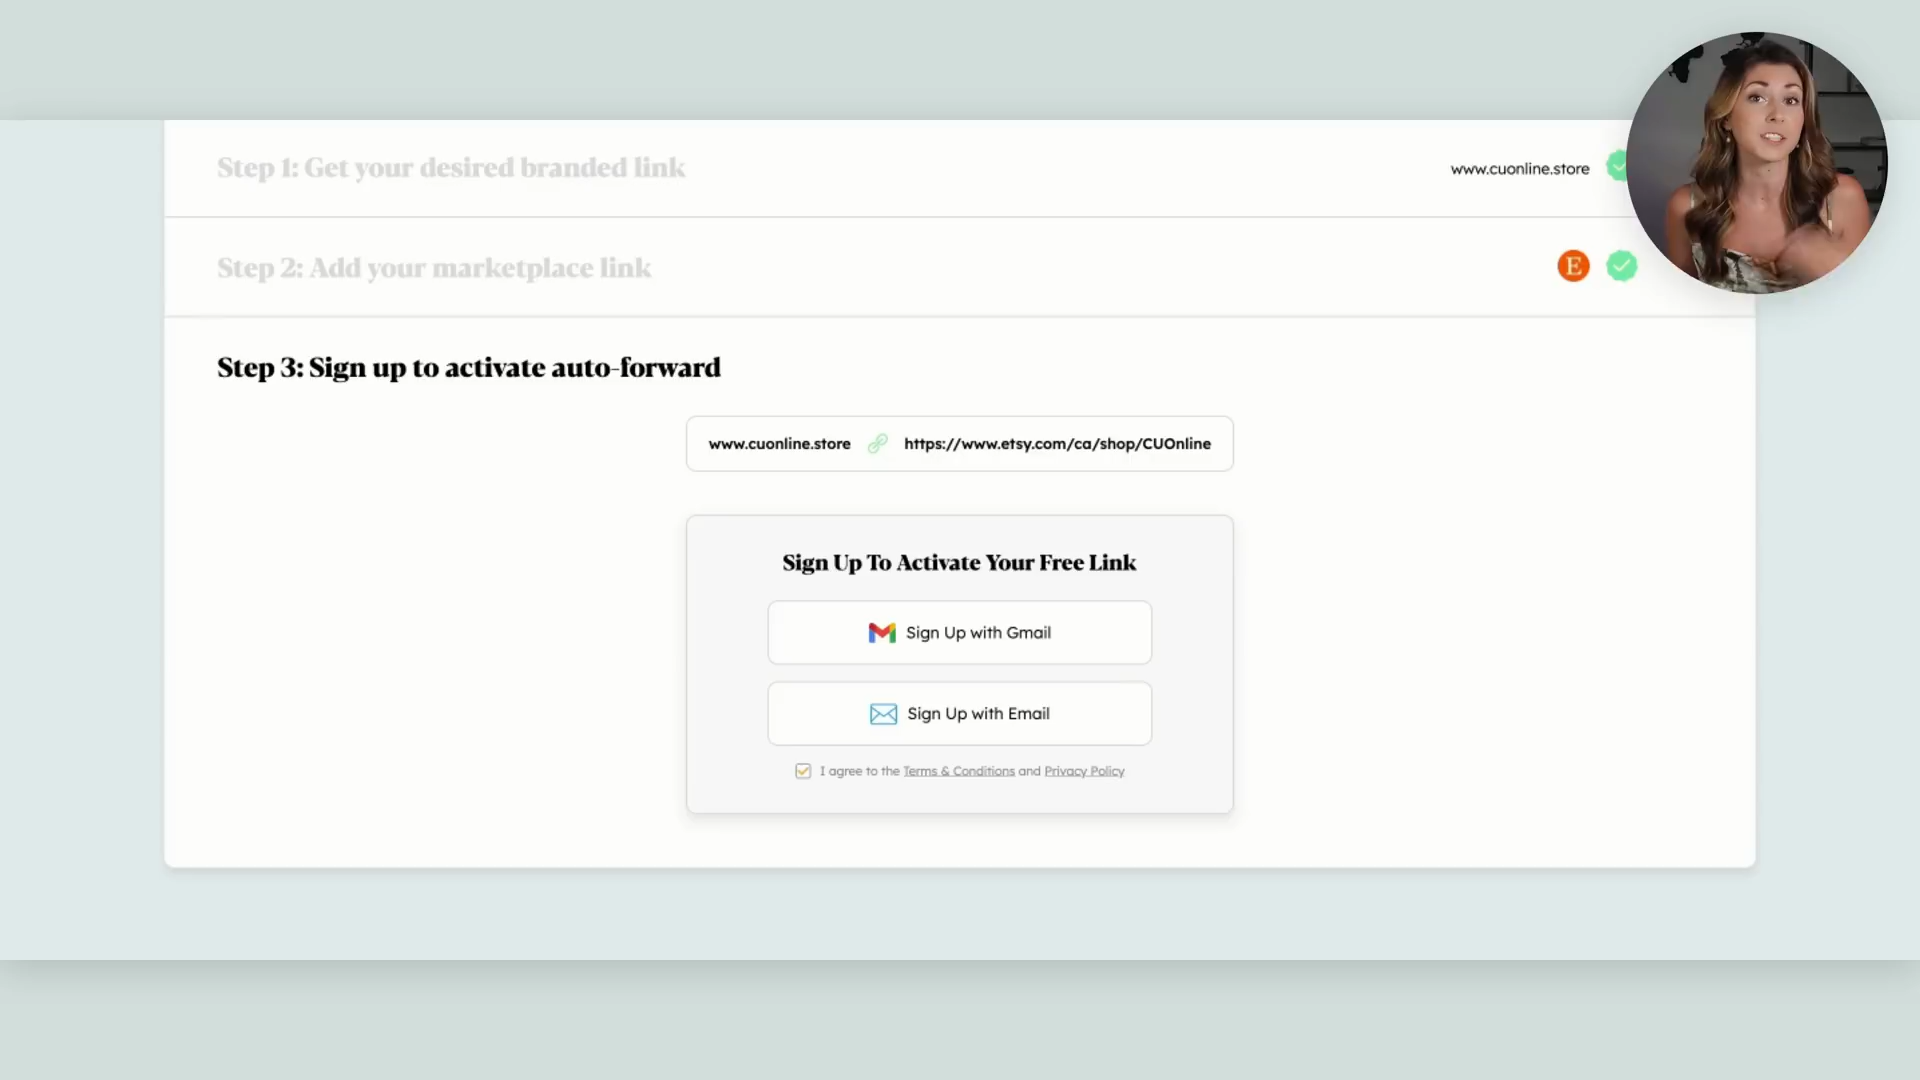 Step 1: Get your desired branded link
www.cuonline.store
Step 2: Add your marketplace link
E
Step 3: Sign up to activate auto-forward
www.cuonline.store https://www.etsy.com/ca/shop/CUOnline
Sign Up To Activate Your Free Link
Sign Up with Gmail
Sign Up with Email
I agree to the Terms & Conditions and Privacy Policy